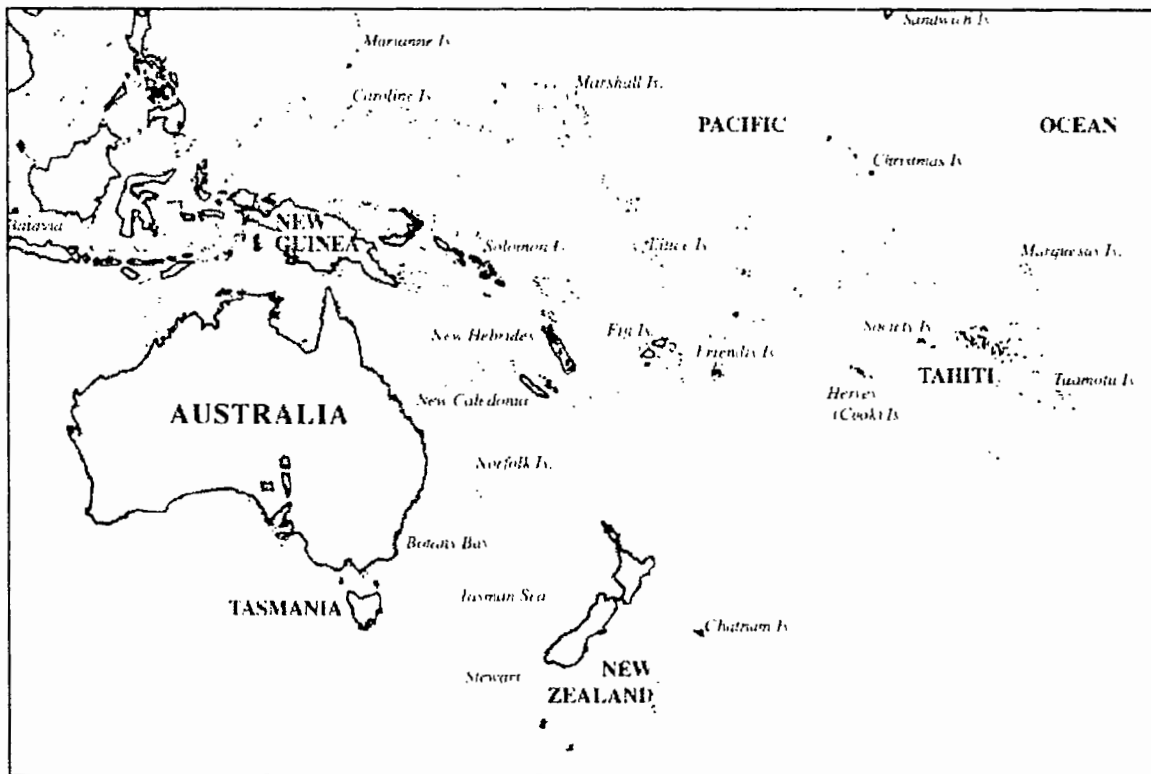 Sandwich Is.
Marianne Is.
Marshall Is.
Caroline Is.
PACIFIC OCEAN
Christmas Is.
Batavia
NEW
GUINEA
Solomon Is.
Ellice Is.
Marquesas Is.
New Hebrides
Fiji Is.
Society Is.
Friendly Is.
TAHITI
New Caledonia
Hervey
(Cook) Is.
Tuamotu Is.
AUSTRALIA
Norfolk Is.
Botany Bay
TASMANIA
Tasman Sea
Chatham Is.
Stewart
NEW
ZEALAND